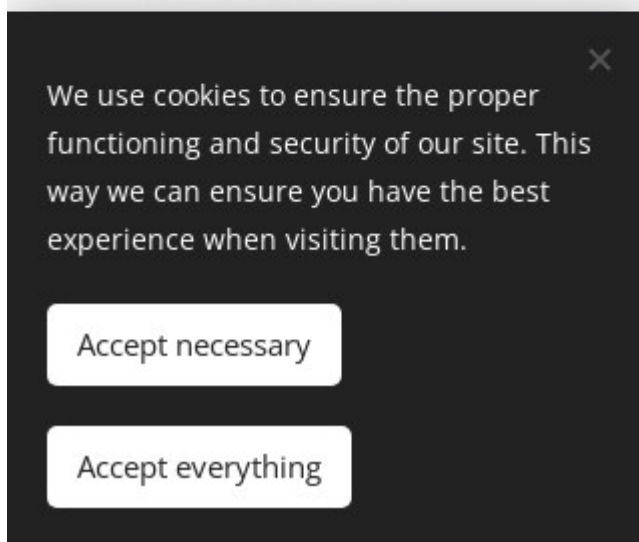 We use cookies to ensure the proper
functioning and security of our site. This
way we can ensure you have the best
experience when visiting them.
Accept necessary
Accept everything